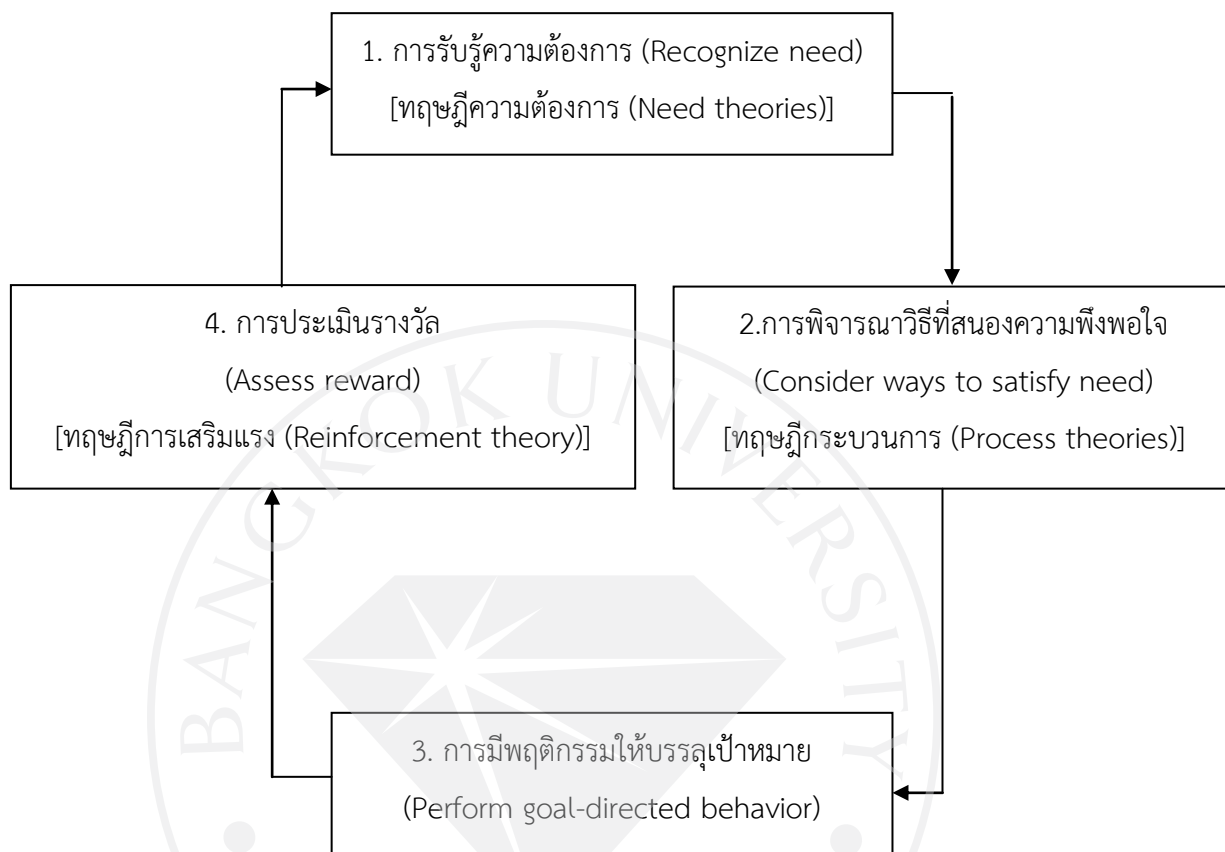 1. การรับรู้ความต้องการ (Recognize need)
[ทฤษฎีความต้องการ (Need theories)]
4. การประเมินรางวัล
(Assess reward)
[ทฤษฎีการเสริมแรง (Reinforcement theory)]
2.การพิจารณาวิธีที่สนองความพึงพอใจ
(Consider ways to satisfy need)
[ทฤษฎีกระบวนการ (Process theories)]
3. การมีพฤติกรรมให้บรรลุเป้าหมาย
(Perform goal-directed behavior)
BANGKOK UNIVERSITY